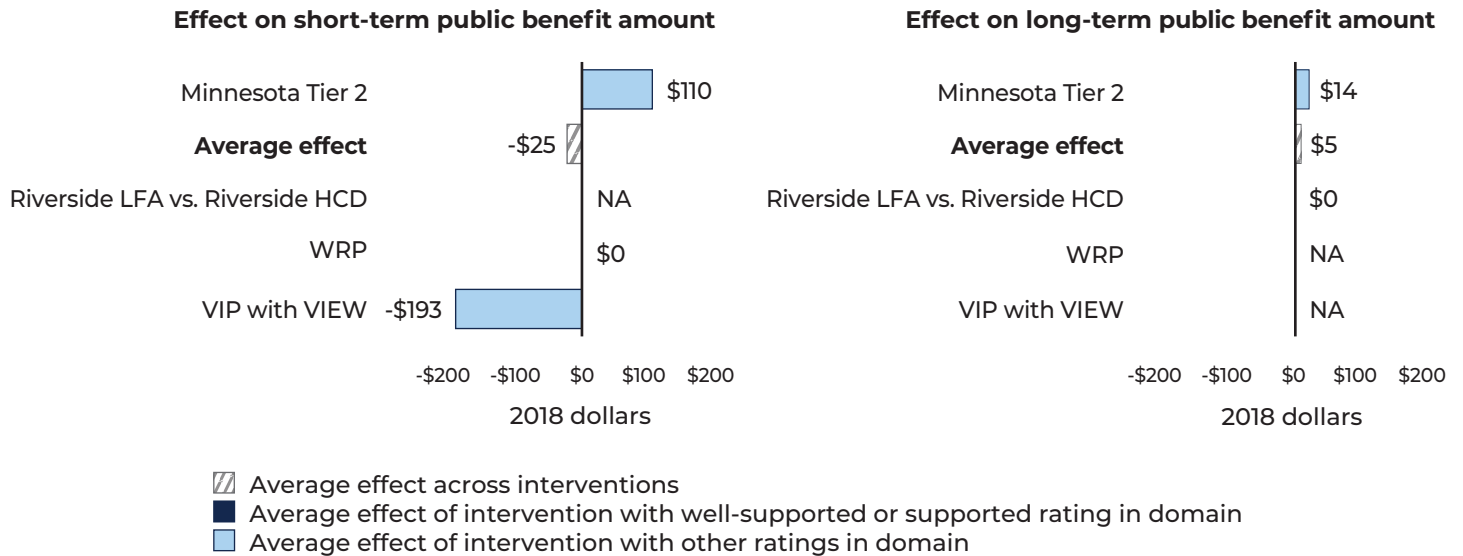 Effect on short-term public benefit amount
Minnesota Tier 2 $110
Average effect -$25
Riverside LFA vs. Riverside HCD NA
WRP $0
VIP with VIEW -$193
-$200 -$100 $0 $100 $200
2018 dollars
Effect on long-term public benefit amount
Minnesota Tier 2 $14
Average effect $5
Riverside LFA vs. Riverside HCD $0
WRP NA
VIP with VIEW NA
-$200 -$100 $0 $100 $200
2018 dollars
Average effect across interventions
Average effect of intervention with well-supported or supported rating in domain
Average effect of intervention with other ratings in domain